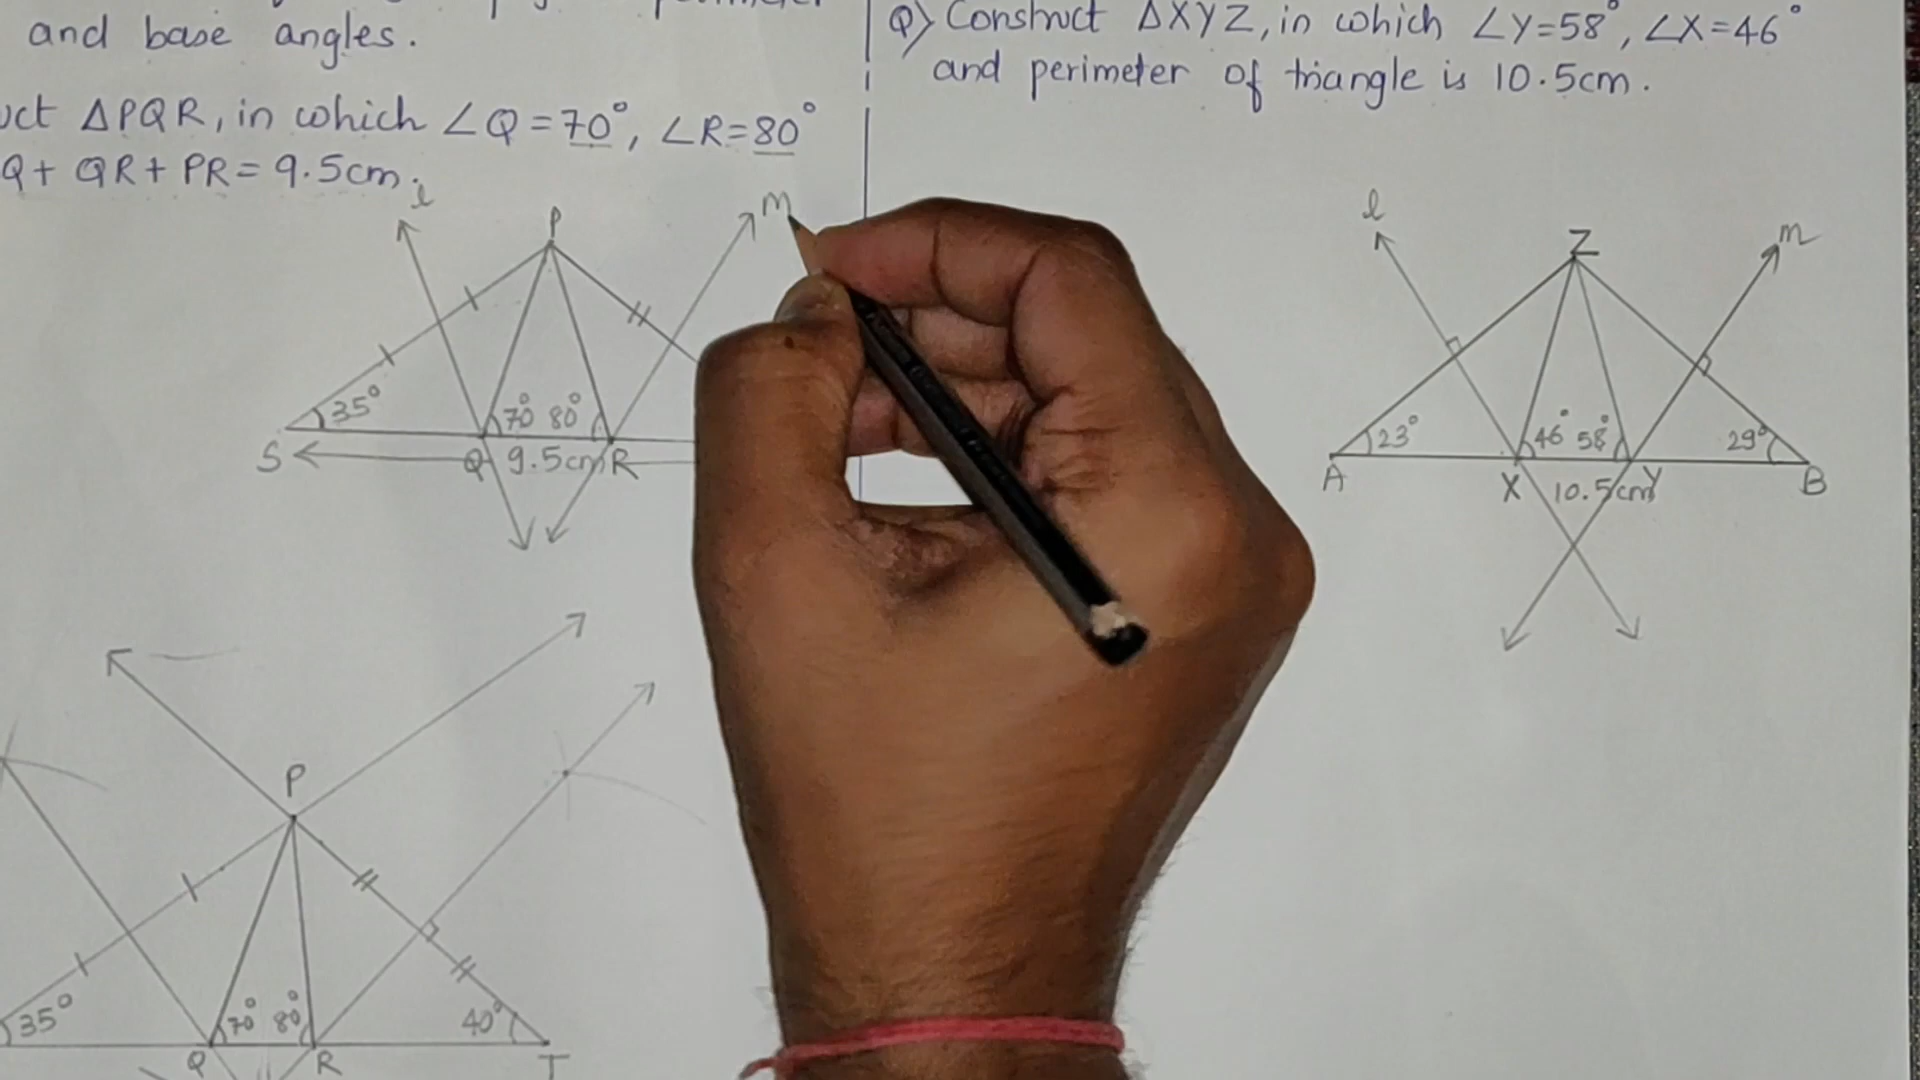 and base angles.
ΔPQR, in which ∠Q = 70°, ∠R = 80°
Q + QR + PR = 9.5cm.
l
P
M
35°
70° 80°
S
Q 9.5cm R
P
35°
70° 80°
40°
Q R T
Q) Construct ΔXYZ, in which ∠Y = 58°, ∠X = 46°
and perimeter of triangle is 10.5cm.
l
Z
m
23°
46° 58°
29°
A X 10.5cm Y B